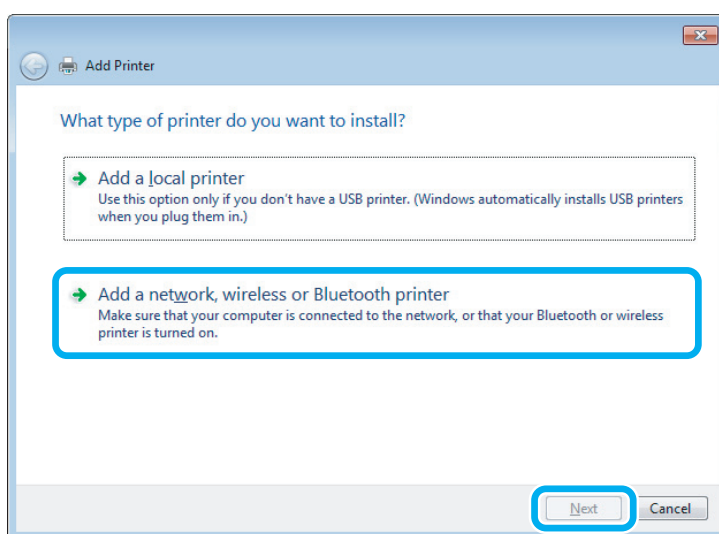 Add Printer
What type of printer do you want to install?
Add a local printer
Use this option only if you don't have a USB printer. (Windows automatically installs USB printers
when you plug them in.)
Add a network, wireless or Bluetooth printer
Make sure that your computer is connected to the network, or that your Bluetooth or wireless
printer is turned on.
Next Cancel